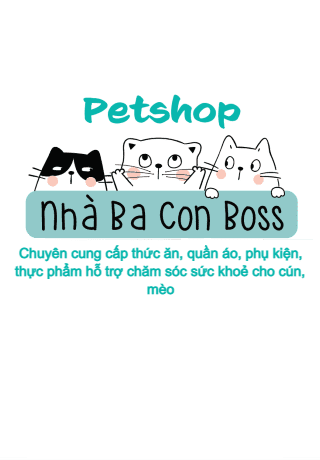 Petshop
Nhà Ba Con Boss
Chuyên cung cấp thức ăn, quần áo, phụ kiện,
thực phẩm hỗ trợ chăm sóc sức khoẻ cho cún,
mèo